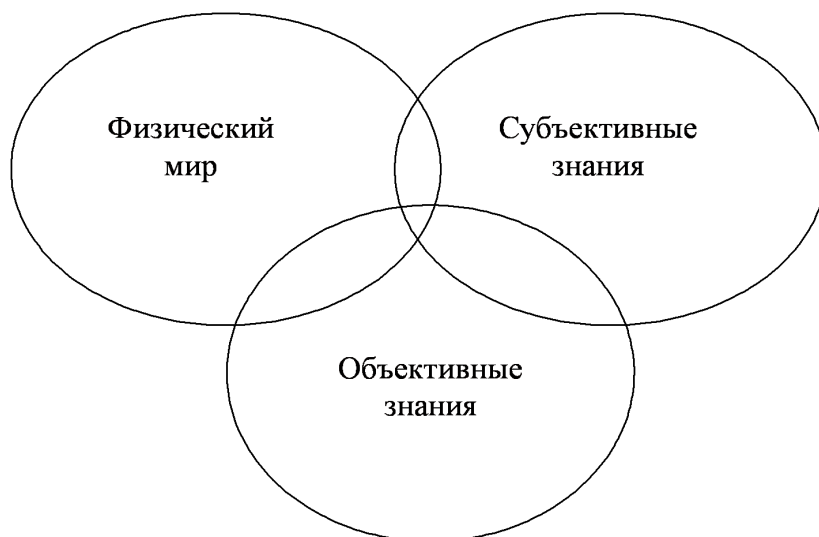 Физический
мир
Субъективные
знания
Объективные
знания